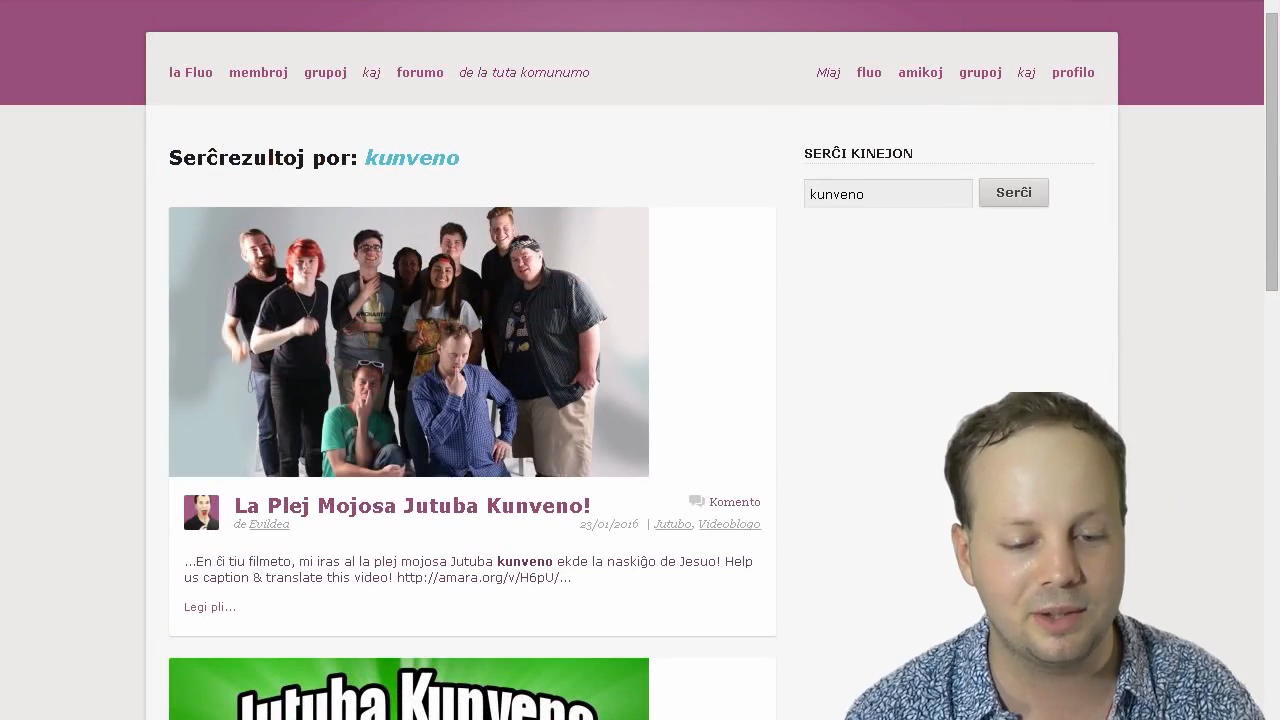 la Fluo membroj grupoj kaj forumo de la tuta komunumo
Miaj fluo amikoj grupoj kaj profilo
Serĉrezultoj por: kunveno
SERĈI KINEJON
kunveno Serĉi
La Plej Mojosa Jutuba Kunveno!
Komento
de Evildea
23/01/2016 | Jutubo, Videoblogo
...En ĉi tiu filmeto, mi iras al la plej mojosa Jutuba kunveno ekde la naskiĝo de Jesuo! Help
us caption & translate this video! http://amara.org/v/H6pU/...
Legi pli...
Jutuba Kunveno